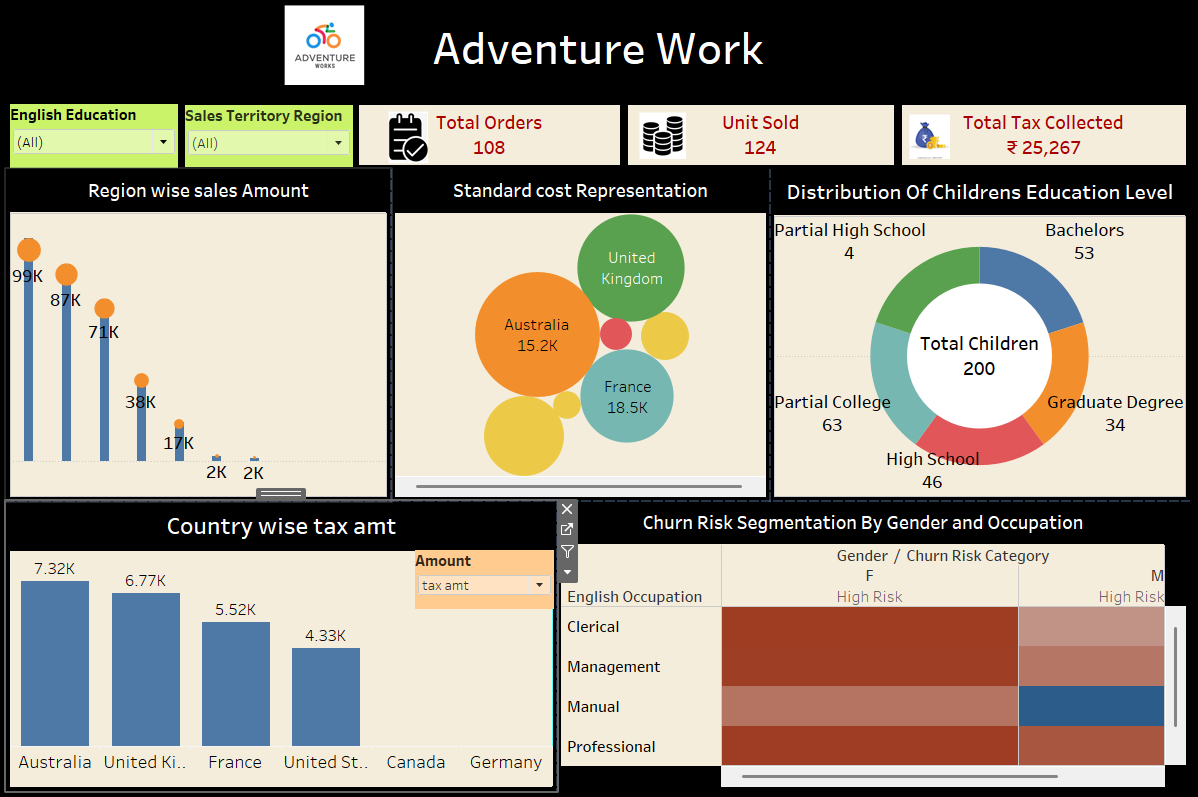 ADVENTURE
WORKS
Adventure Work
English Education
(All)
Sales Territory Region
(All)
Total Orders
108
Unit Sold
124
Total Tax Collected
₹ 25,267
Region wise sales Amount
99K
87K
71K
38K
17K
2K
2K
Standard cost Representation
United
Kingdom
Australia
15.2K
France
18.5K
Distribution Of Childrens Education Level
Partial High School
4
Bachelors
53
Total Children
200
Partial College
63
Graduate Degree
34
High School
46
Country wise tax amt
Amount
tax amt
7.32K
6.77K
5.52K
4.33K
Australia
United Ki..
France
United St..
Canada
Germany
Churn Risk Segmentation By Gender and Occupation
Gender / Churn Risk Category
F
M
English Occupation
High Risk
High Risk
Clerical
Management
Manual
Professional